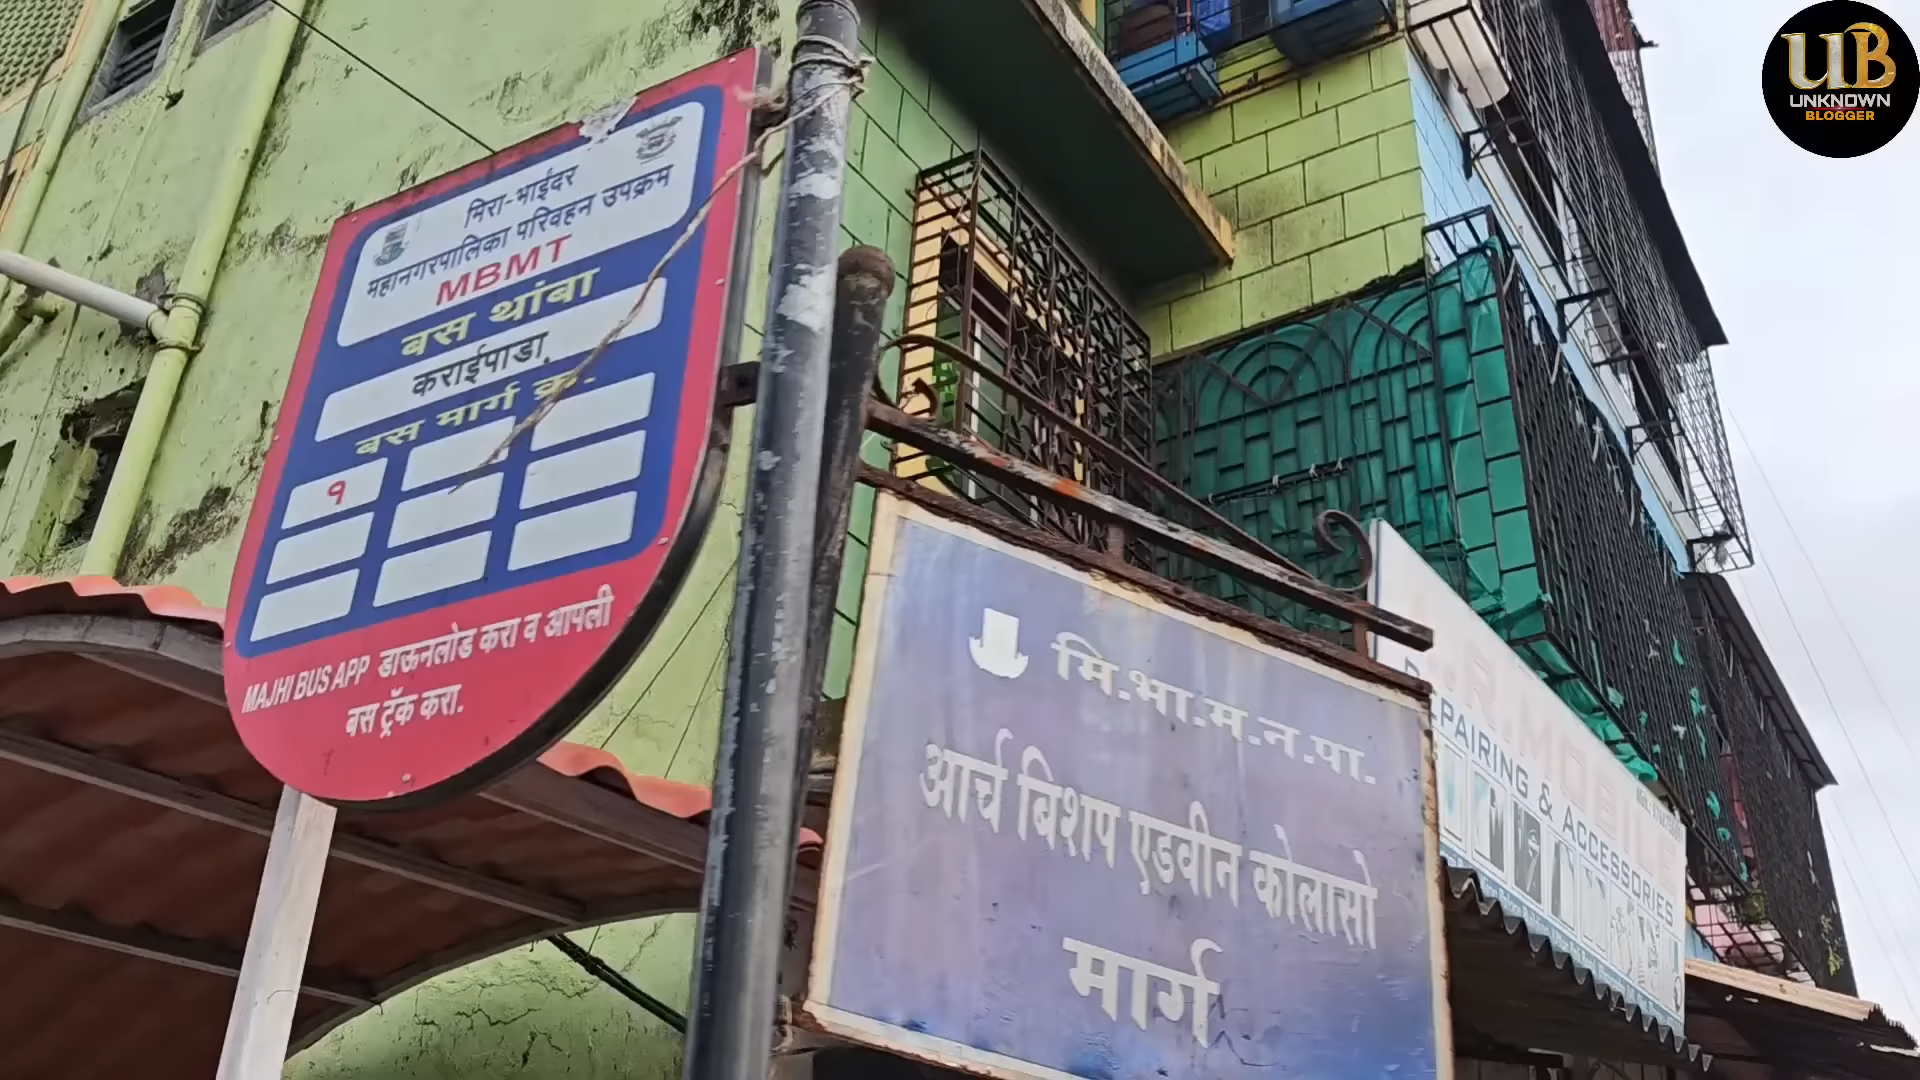 मिरा-भाईंदर
महानगरपालिका परिवहन उपक्रम
MBMT
बस थांबा
कराईपाडा
बस मार्ग क्र.
१
MAJHI BUS APP डाऊनलोड करा व आपली
बस ट्रॅक करा.
मि.भा.म.न.पा.
आर्च बिशप एडवीन कोलासो
मार्ग
MOBILE
& ACCESSORIES
UB
UNKNOWN
BLOGGER